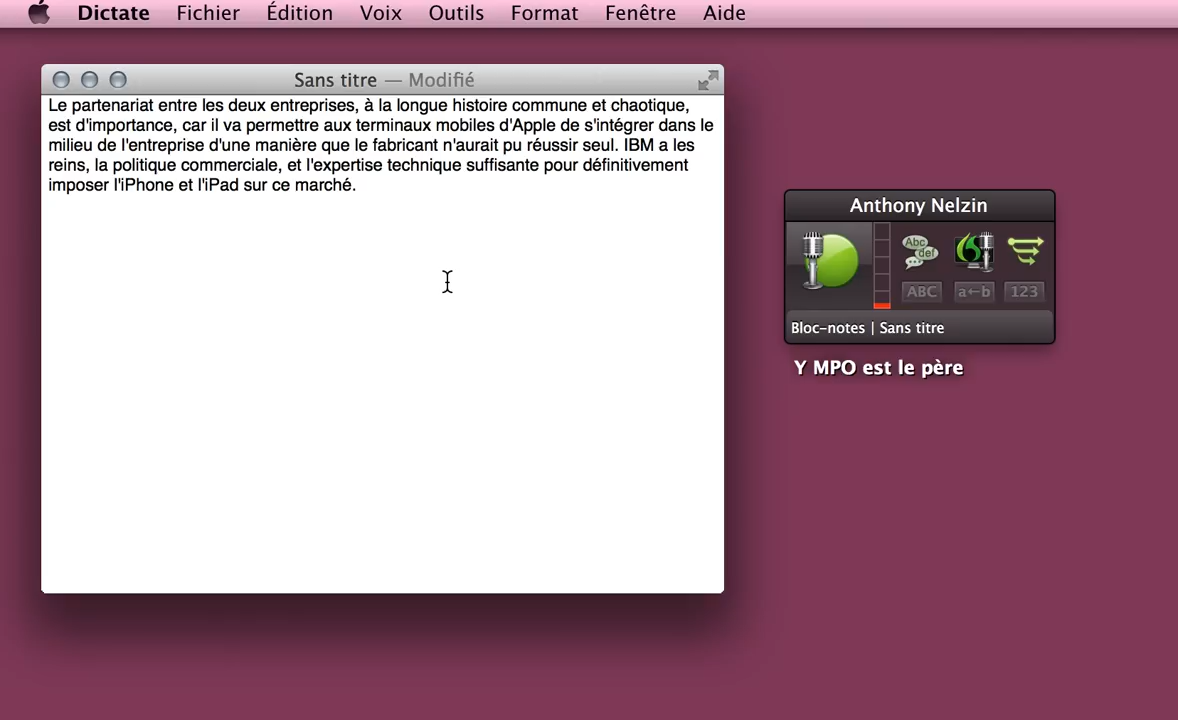 Dictate Fichier Édition Voix Outils Format Fenêtre Aide
Sans titre — Modifié
Le partenariat entre les deux entreprises, à la longue histoire commune et chaotique,
est d'importance, car il va permettre aux terminaux mobiles d'Apple de s'intégrer dans le
milieu de l'entreprise d'une manière que le fabricant n'aurait pu réussir seul. IBM a les
reins, la politique commerciale, et l'expertise technique suffisante pour définitivement
imposer l'iPhone et l'iPad sur ce marché.
Anthony Nelzin
Abc
def
ABC a←b 123
Bloc-notes | Sans titre
Y MPO est le père